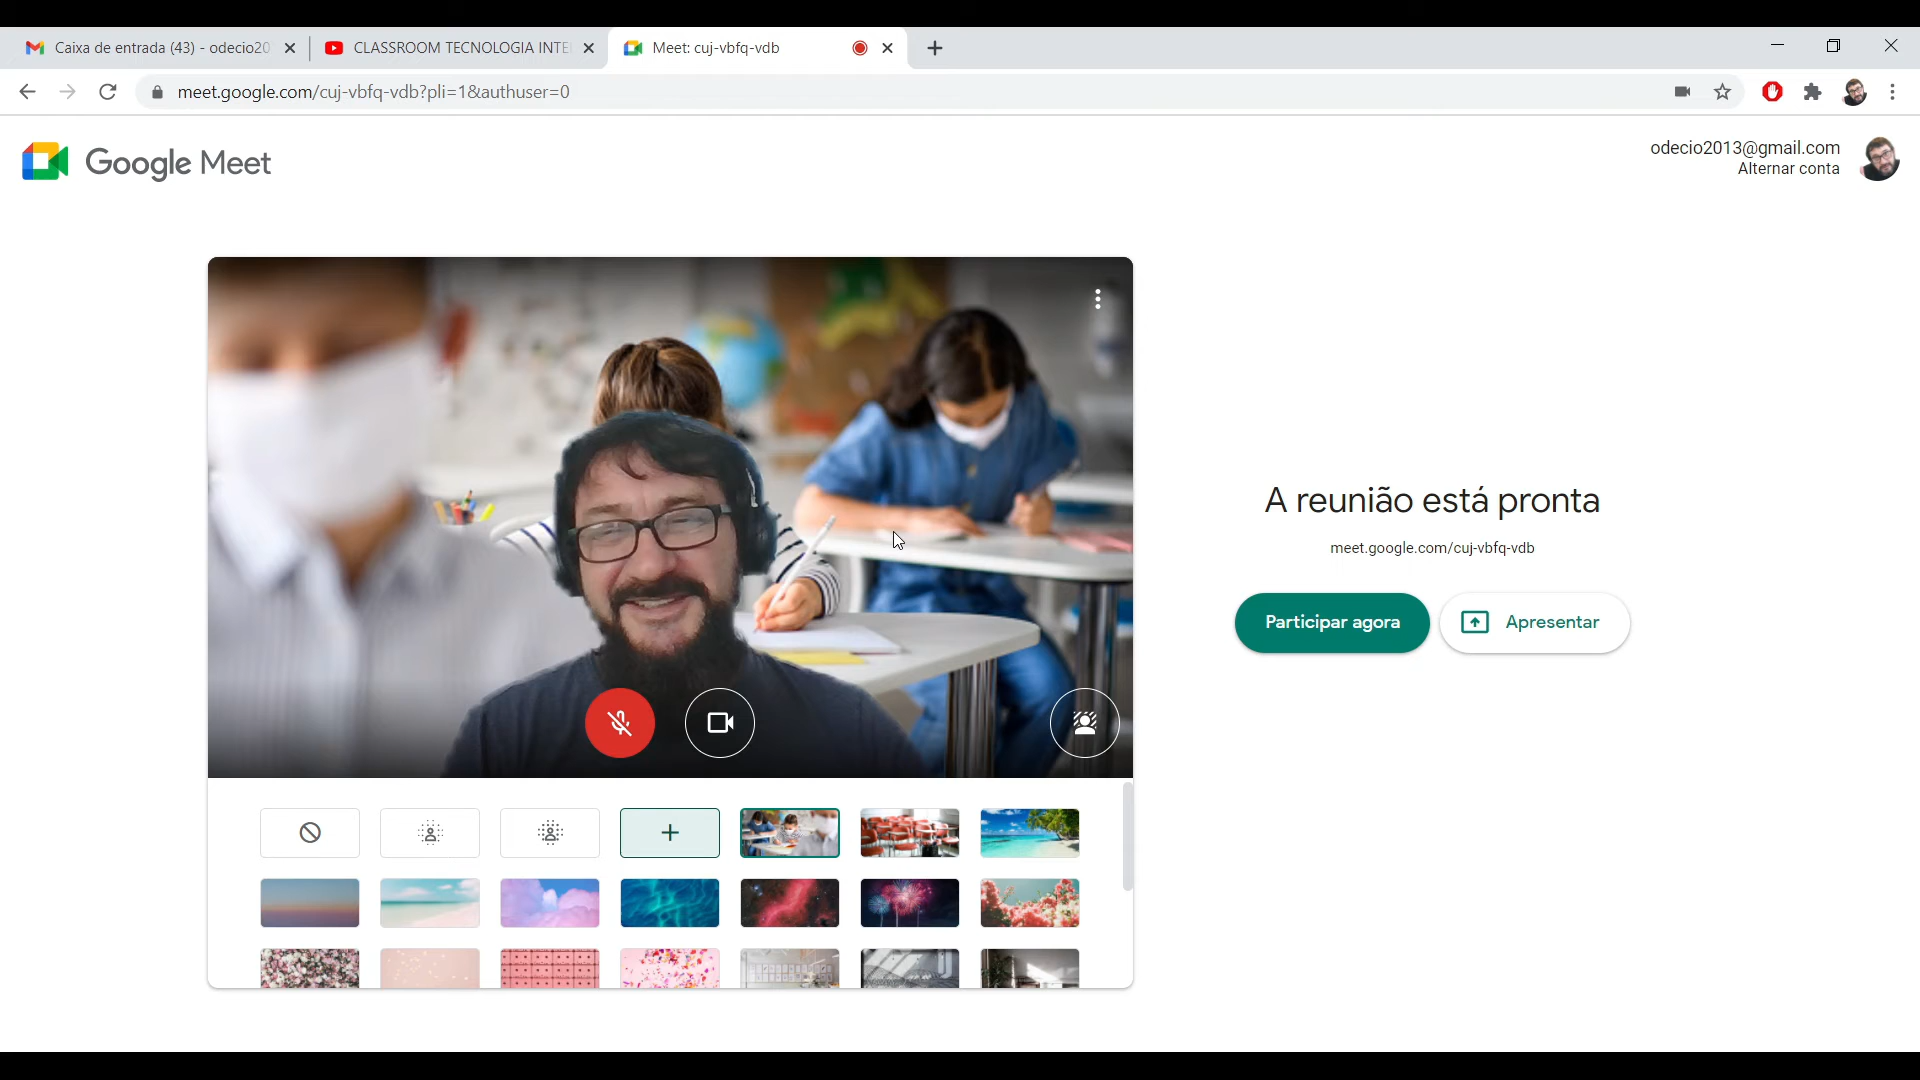 Caixa de entrada (43) - odecio20
CLASSROOM TECNOLOGIA INTE
Meet: cuj-vbfq-vdb
meet.google.com/cuj-vbfq-vdb?pli=1&authuser=0
Google Meet
odecio2013@gmail.com
Alternar conta
A reunião está pronta
meet.google.com/cuj-vbfq-vdb
Participar agora
Apresentar